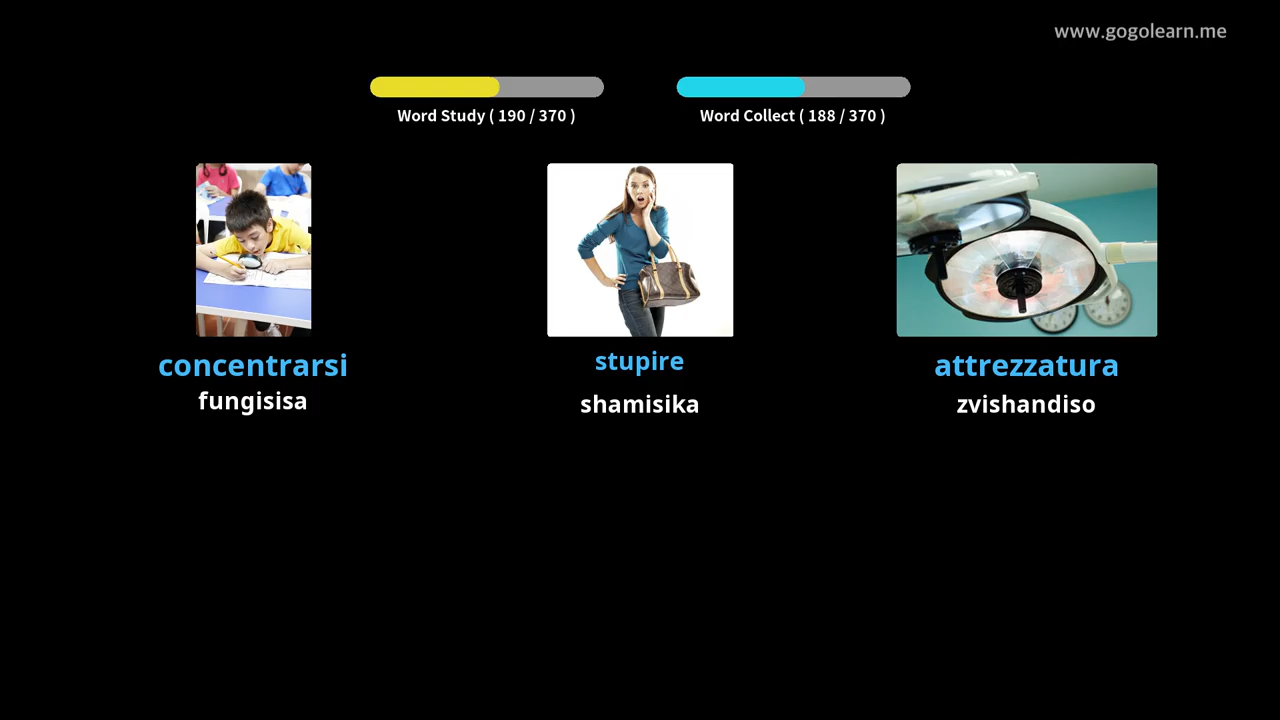 www.gogolearn.me
Word Study ( 190 / 370 )
Word Collect ( 188 / 370 )
concentrarsi
fungisisa
stupire
shamisika
attrezzatura
zvishandiso